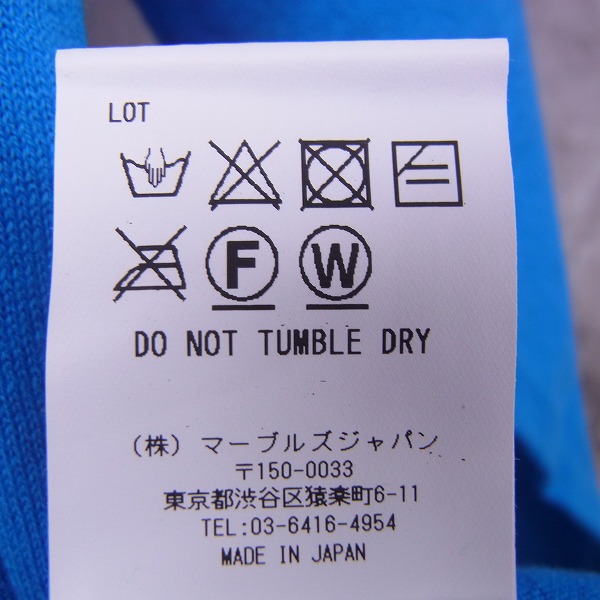 LOT
F W
DO NOT TUMBLE DRY
(株) マーブルズジャパン
〒150-0033
東京都渋谷区猿楽町6-11
TEL:03-6416-4954
MADE IN JAPAN